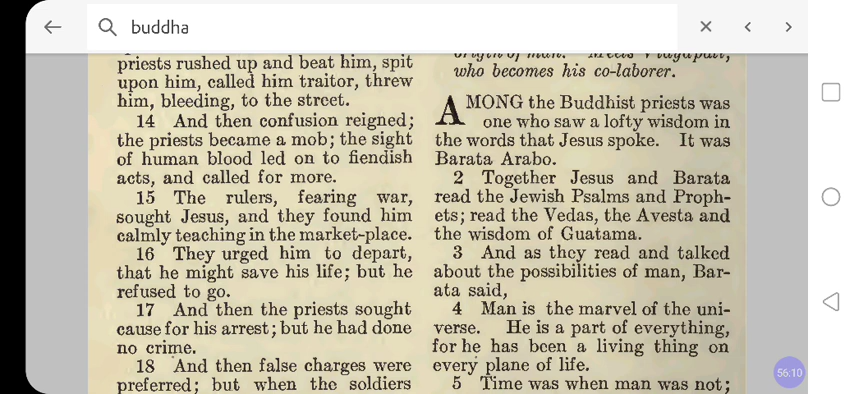 buddha
priests rushed up and beat him, spit
upon him, called him traitor, threw
him, bleeding, to the street.
14 And then confusion reigned;
the priests became a mob; the sight
of human blood led on to fiendish
acts, and called for more.
15 The rulers, fearing war,
sought Jesus, and they found him
calmly teaching in the market-place.
16 They urged him to depart,
that he might save his life; but he
refused to go.
17 And then the priests sought
cause for his arrest; but he had done
no crime.
18 And then false charges were
preferred; but when the soldiers
origin of man. Meets Vidyapati,
who becomes his co-laborer.
AMONG the Buddhist priests was
one who saw a lofty wisdom in
the words that Jesus spoke. It was
Barata Arabo.
2 Together Jesus and Barata
read the Jewish Psalms and Proph-
ets; read the Vedas, the Avesta and
the wisdom of Guatama.
3 And as they read and talked
about the possibilities of man, Bar-
ata said,
4 Man is the marvel of the uni-
verse. He is a part of everything,
for he has been a living thing on
every plane of life.
5 Time was when man was not;
56:10